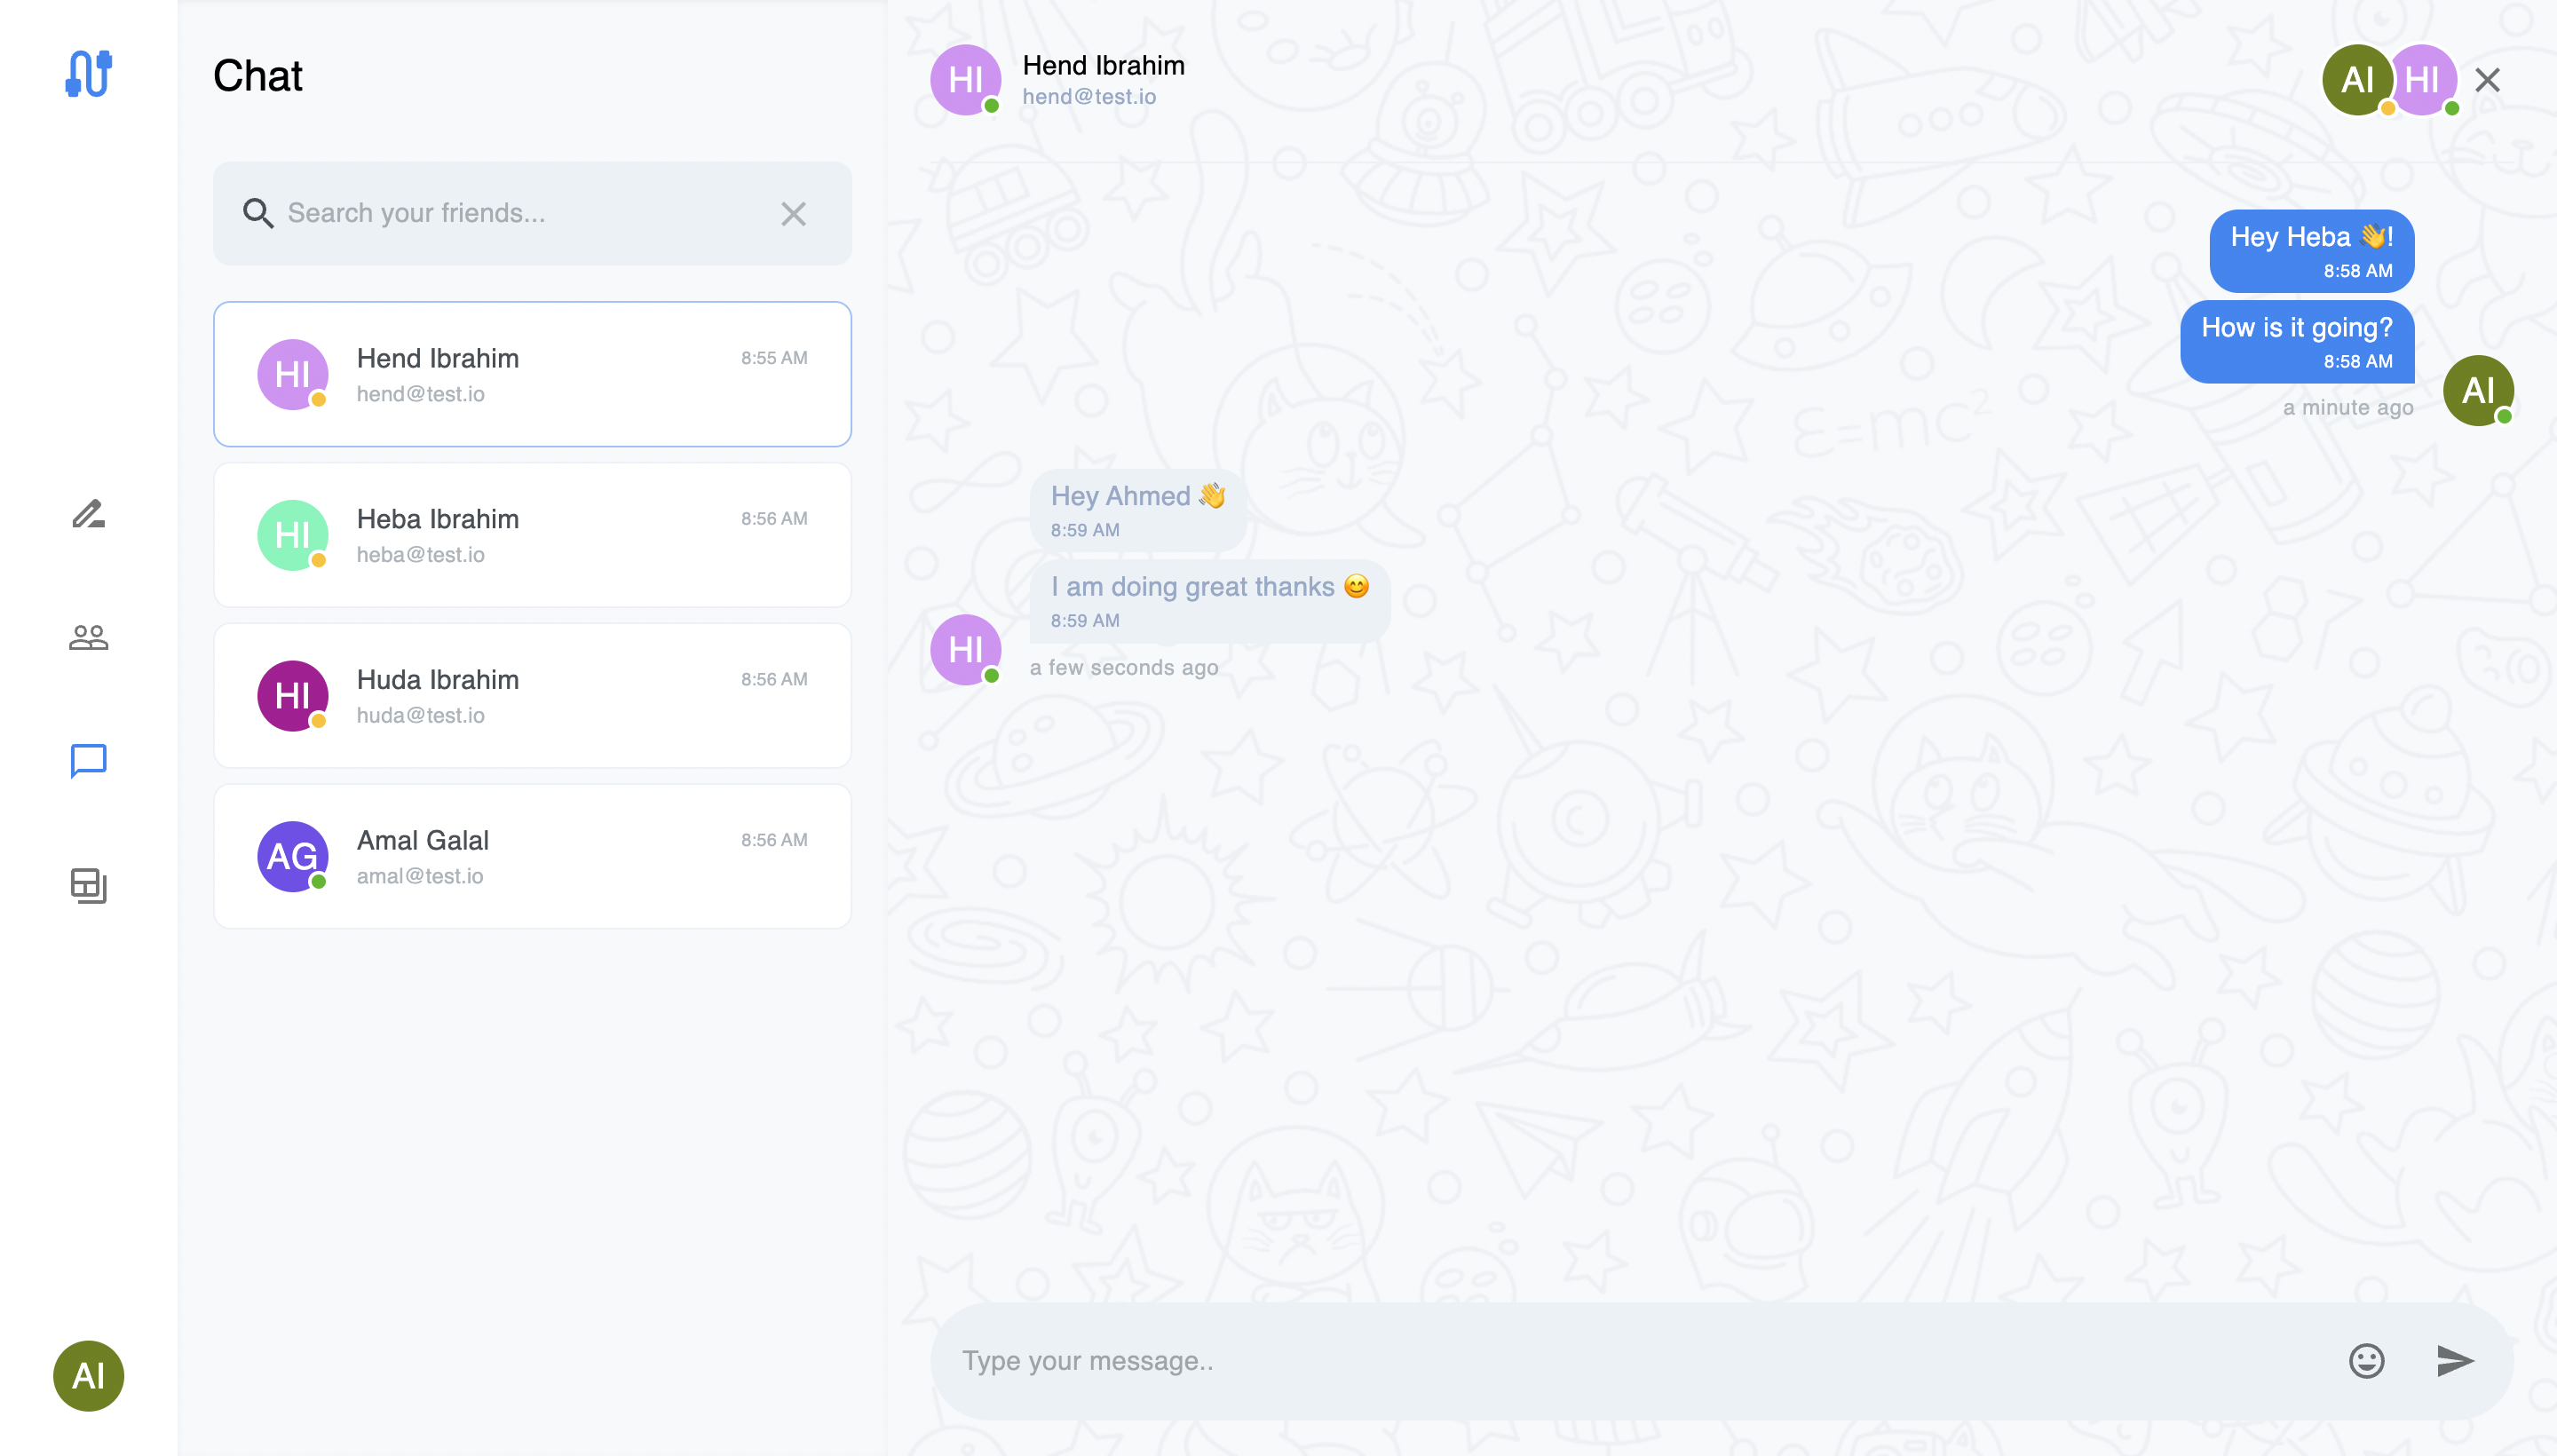 Chat
Search your friends...
HI
Hend Ibrahim
8:55 AM
hend@test.io
HI
Heba Ibrahim
8:56 AM
heba@test.io
HI
Huda Ibrahim
8:56 AM
huda@test.io
AG
Amal Galal
8:56 AM
amal@test.io
AI
HI
Hend Ibrahim
hend@test.io
AI
HI
Hey Heba 👋!
8:58 AM
How is it going?
8:58 AM
AI
a minute ago
Hey Ahmed 👋
8:59 AM
I am doing great thanks 😊
8:59 AM
HI
a few seconds ago
Ɛ=mc²
Type your message..